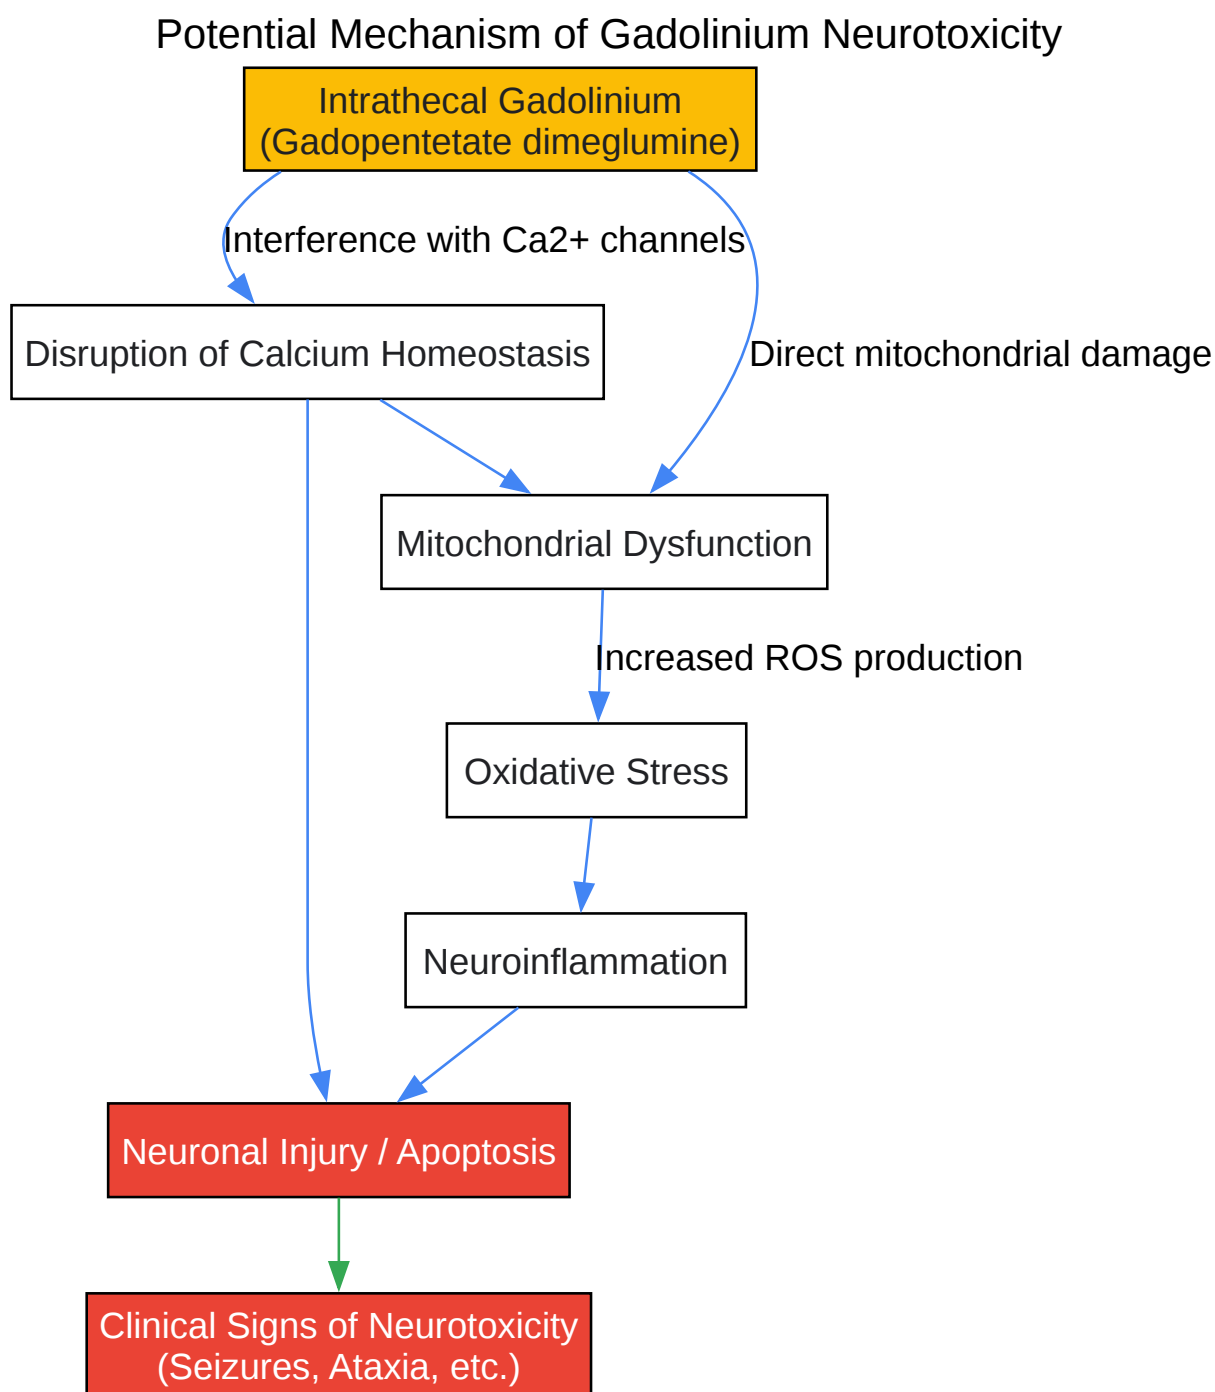 Potential Mechanism of Gadolinium Neurotoxicity
Intrathecal Gadolinium
(Gadopentetate dimeglumine)
Interference with Ca2+ channels
Disruption of Calcium Homeostasis
Direct mitochondrial damage
Mitochondrial Dysfunction
Increased ROS production
Oxidative Stress
Neuroinflammation
Neuronal Injury / Apoptosis
Clinical Signs of Neurotoxicity
(Seizures, Ataxia, etc.)